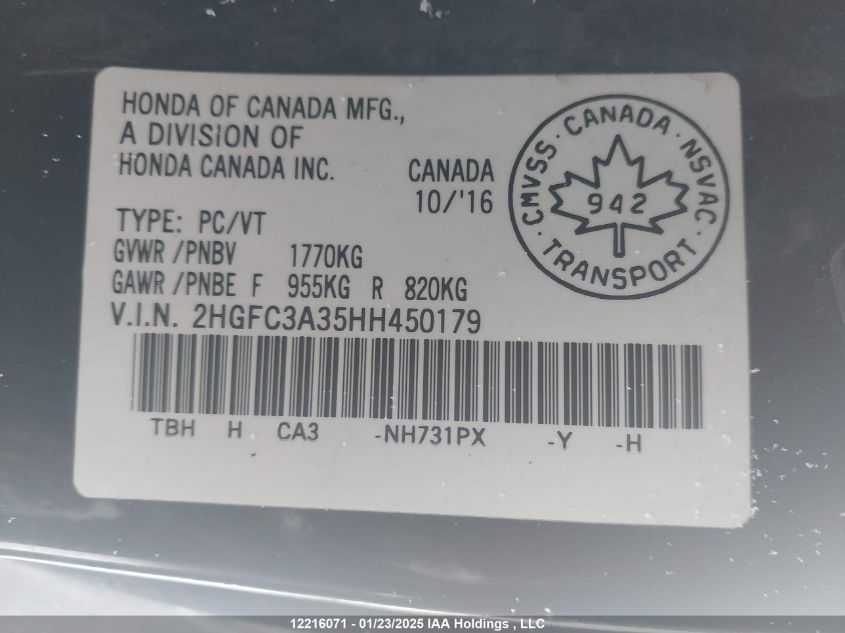 HONDA OF CANADA MFG.,
A DIVISION OF
HONDA CANADA INC.
CANADA
10/'16
TYPE: PC/VT
GVWR /PNBV 1770KG
GAWR /PNBE F 955KG R 820KG
V.I.N. 2HGFC3A35HH450179
TBH H CA3 -NH731PX -Y -H
CMVSS · CANADA · NSVAC · TRANSPORT ·
942
12216071 - 01/23/2025 IAA Holdings , LLC